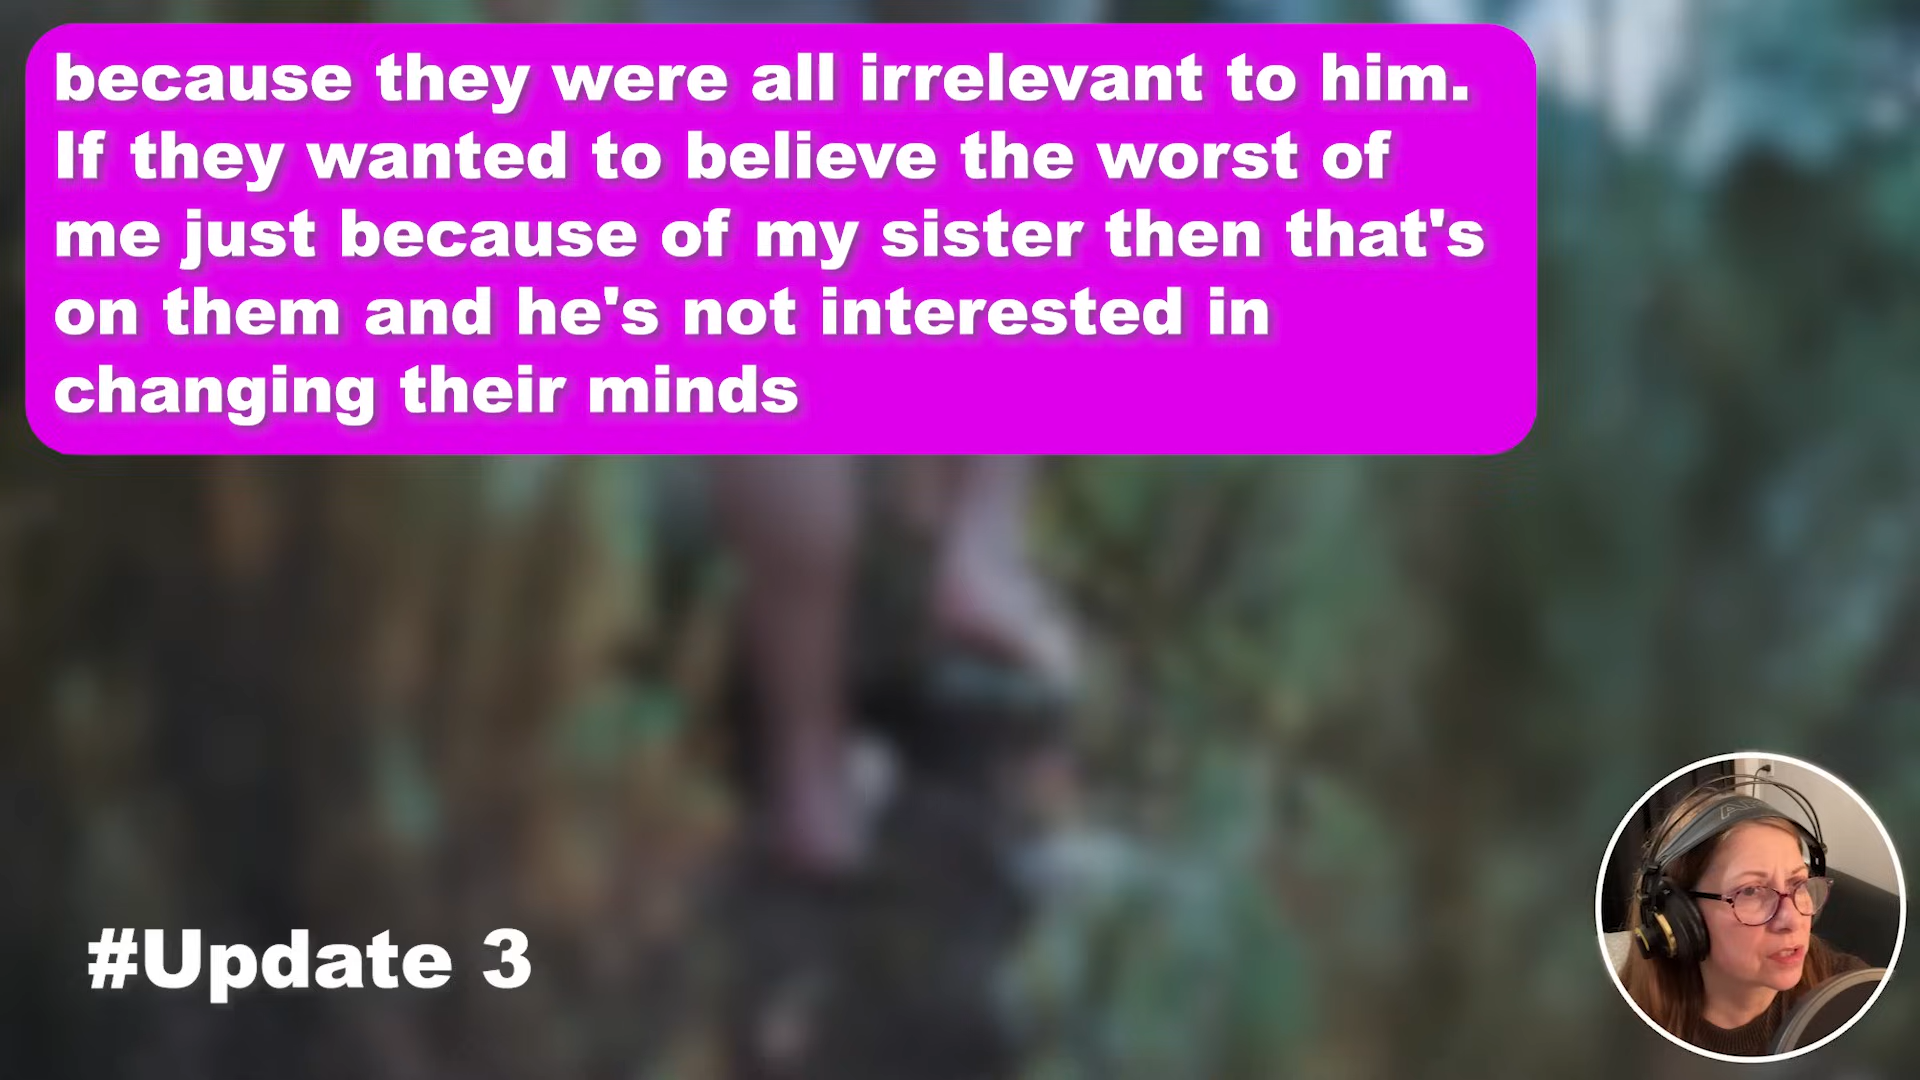 because they were all irrelevant to him.
If they wanted to believe the worst of
me just because of my sister then that's
on them and he's not interested in
changing their minds
#Update 3